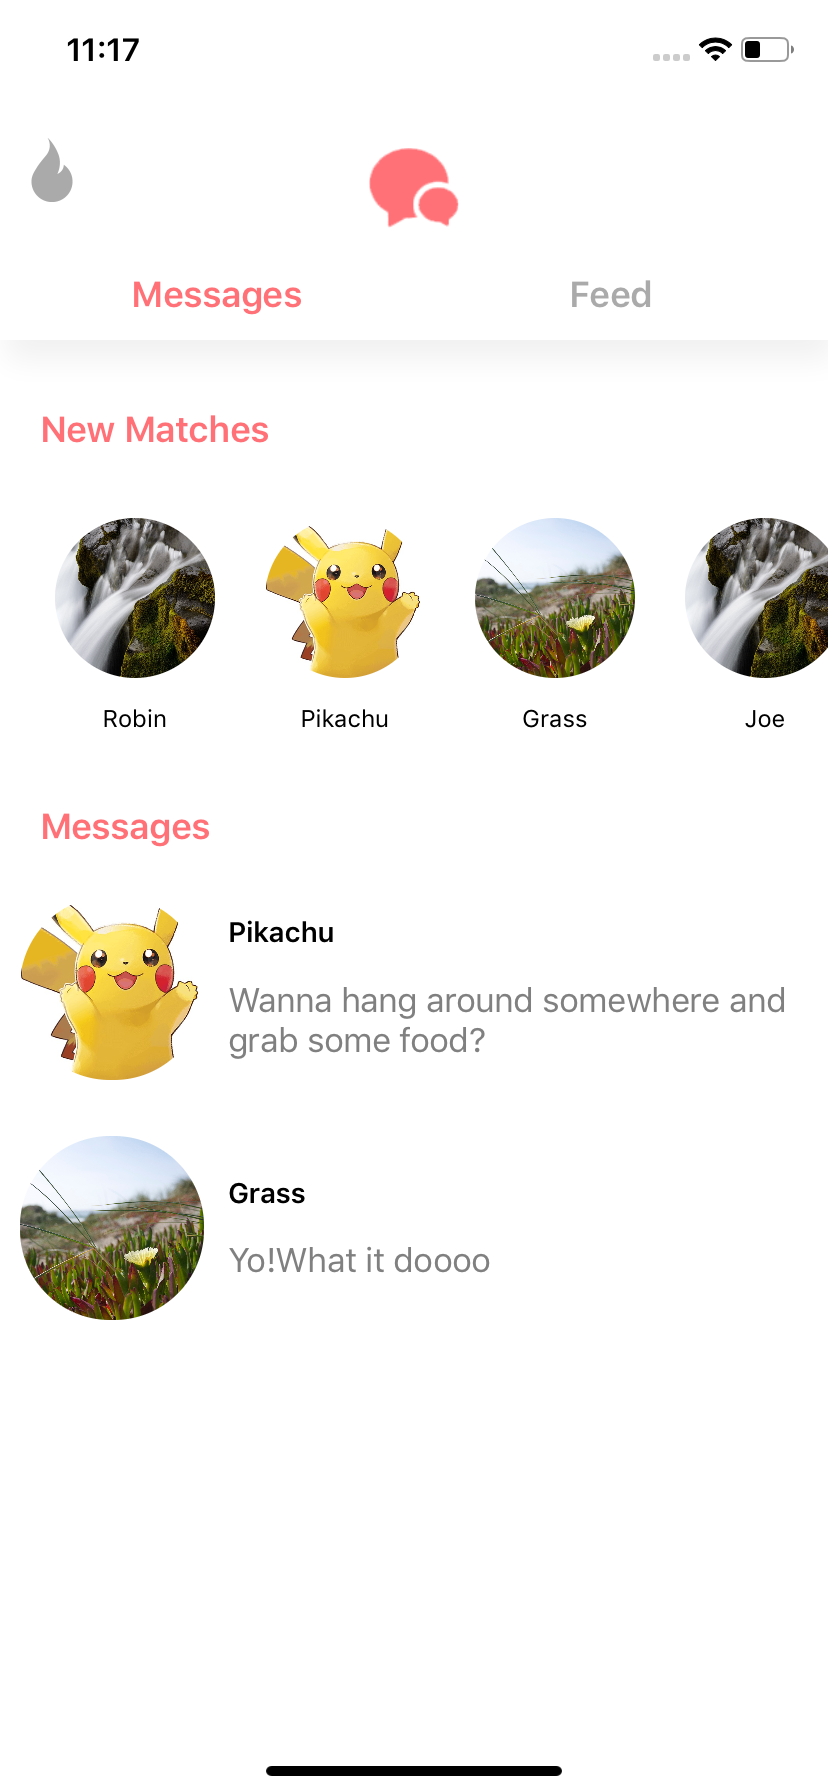 11:17
Messages
Feed
New Matches
Robin
Pikachu
Grass
Joe
Messages
Pikachu
Wanna hang around somewhere and
grab some food?
Grass
Yo!What it doooo